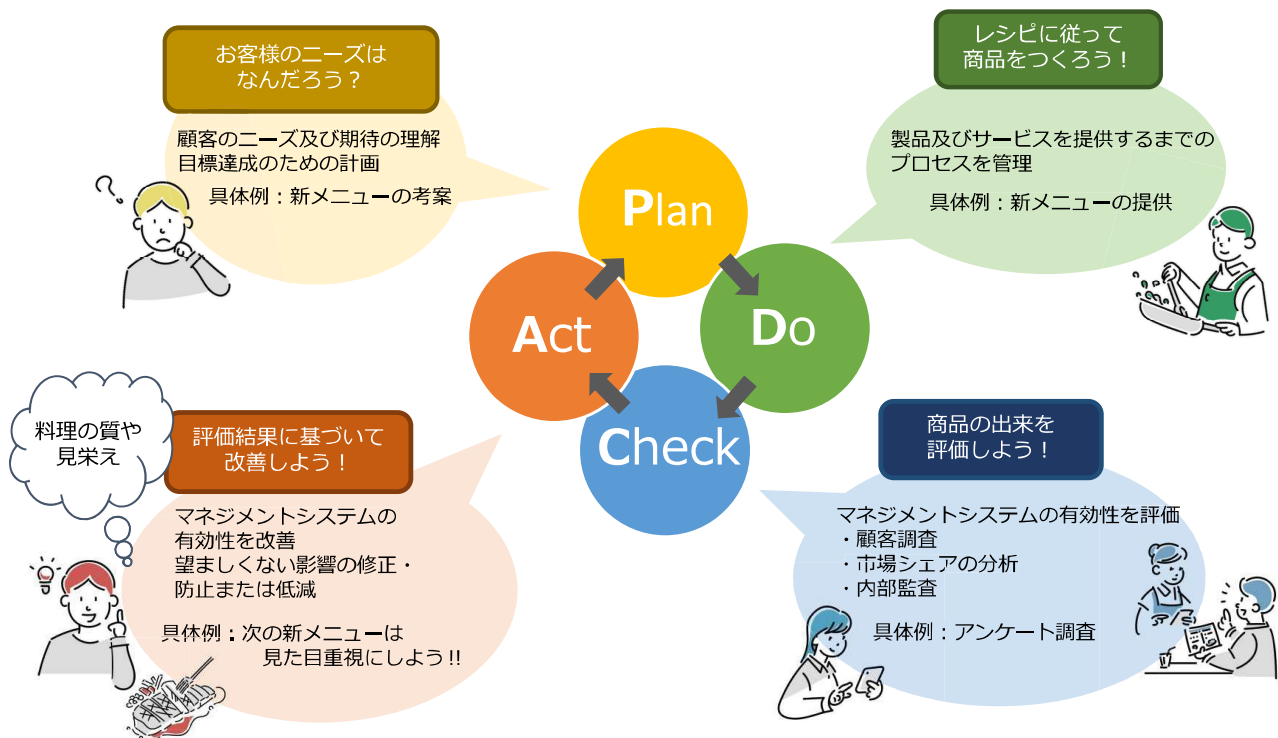 お客様のニーズは
なんだろう？
顧客のニーズ及び期待の理解
目標達成のための計画
具体例：新メニューの考案
レシピに従って
商品をつくろう！
製品及びサービスを提供するまでの
プロセスを管理
具体例：新メニューの提供
Plan
Do
Check
Act
商品の出来を
評価しよう！
マネジメントシステムの有効性を評価
・顧客調査
・市場シェアの分析
・内部監査
具体例：アンケート調査
評価結果に基づいて
改善しよう！
マネジメントシステムの
有効性を改善
望ましくない影響の修正・
防止または低減
具体例：次の新メニューは
見た目重視にしよう!!
料理の質や
見栄え